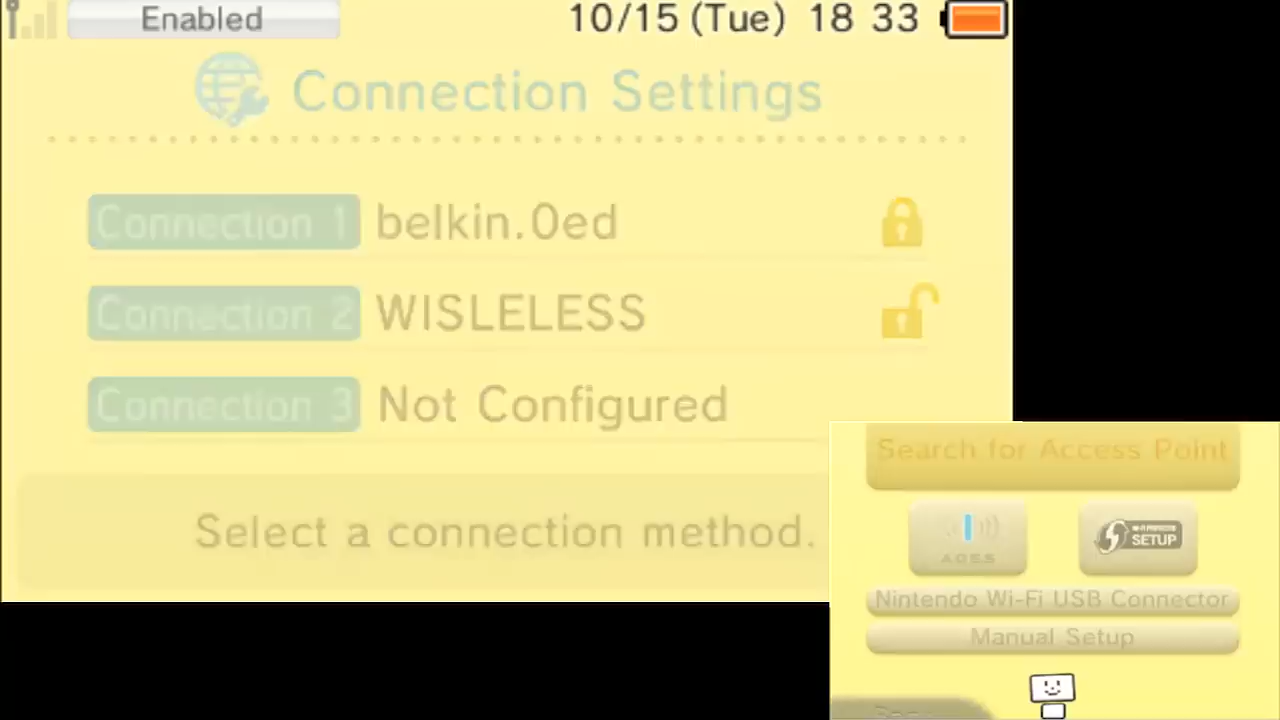 Enabled
10/15 (Tue) 18 33
Connection Settings
Connection 1 belkin.0ed
Connection 2 WISLELESS
Connection 3 Not Configured
Select a connection method.
Search for Access Point
AOSS
SETUP
Nintendo Wi-Fi USB Connector
Manual Setup